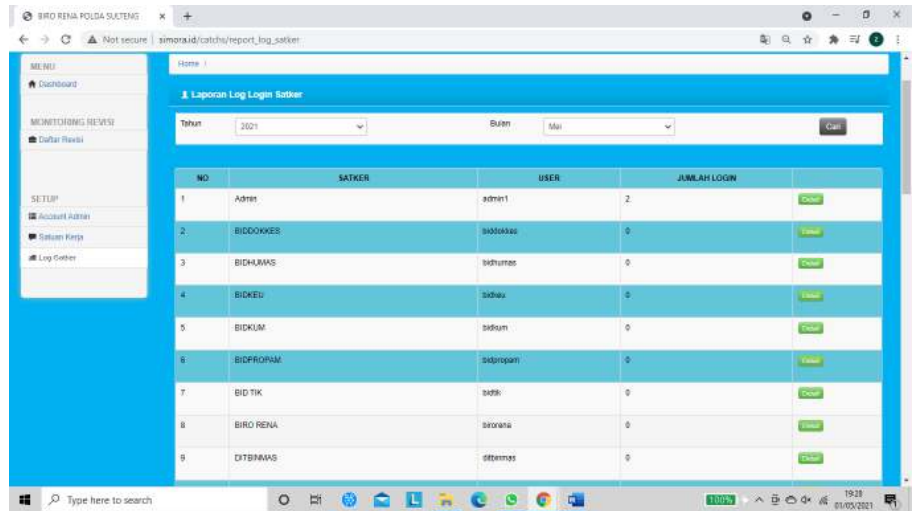 BIRO RENA POLDA SULTENG
Not secure simora.id/catchs/report_log_satker
MENU
Dashboard
MONITORING REVISI
Daftar Revisi
SETUP
Account Admin
Satuan Kerja
Log Satker
Home /
Laporan Log Login Satker
Tahun 2021 Bulan Mei Cari
NO SATKER USER JUMLAH LOGIN
1 Admin admin1 2 Detail
2 BIDDOKKES biddokkes 0 Detail
3 BIDHUMAS bidhumas 0 Detail
4 BIDKEU bidkeu 0 Detail
5 BIDKUM bidkum 0 Detail
6 BIDPROPAM bidpropam 0 Detail
7 BID TIK bidtik 0 Detail
8 BIRO RENA birorena 0 Detail
9 DITBINMAS ditbinmas 0 Detail
Type here to search
100%
19:28
01/05/2021